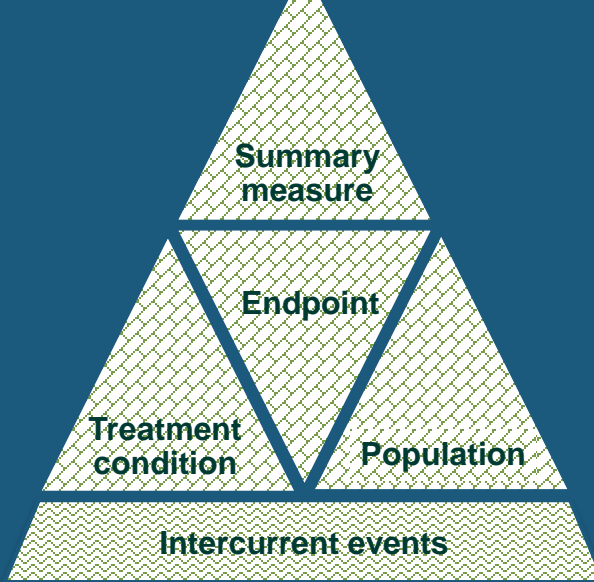 Summary
measure
Endpoint
Treatment
condition
Population
Intercurrent events